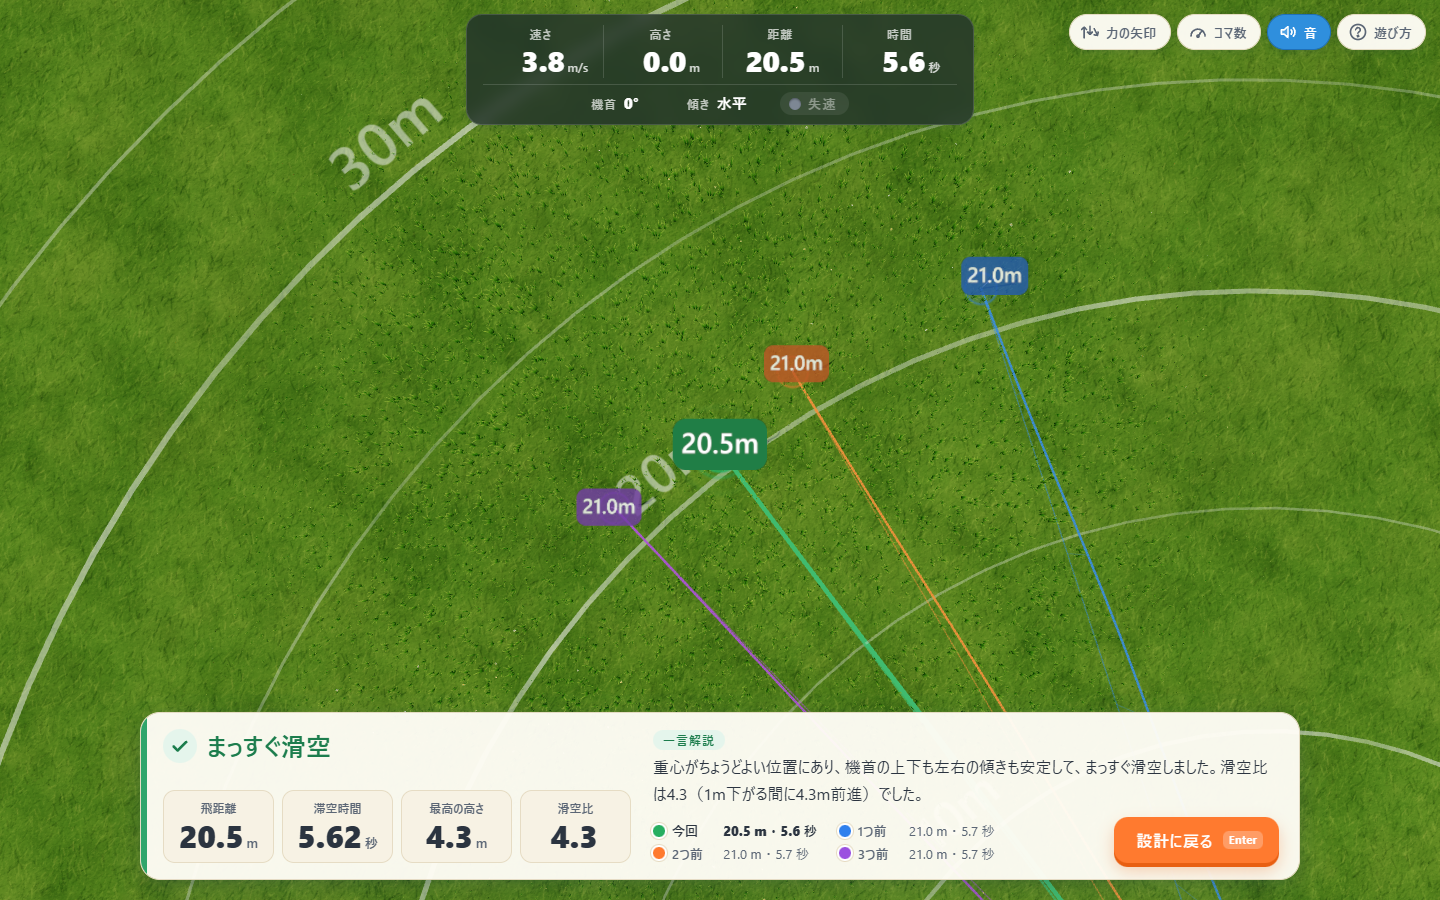 速さ 高さ 距離 時間
3.8 m/s 0.0 m 20.5 m 5.6 秒
機首 0° 傾き 水平 失速
力の矢印 コマ数 音 遊び方
30m
21.0m
21.0m
20.5m
20
21.0m
まっすぐ滑空
飛距離 滞空時間 最高の高さ 滑空比
20.5 m 5.62 秒 4.3 m 4.3
一言解説
重心がちょうどよい位置にあり、機首の上下も左右の傾きも安定して、まっすぐ滑空しました。滑空比
は4.3（1m下がる間に4.3m前進）でした。
今回 20.5 m・5.6 秒 1つ前 21.0 m・5.7 秒
2つ前 21.0 m・5.7 秒 3つ前 21.0 m・5.7 秒
設計に戻る Enter